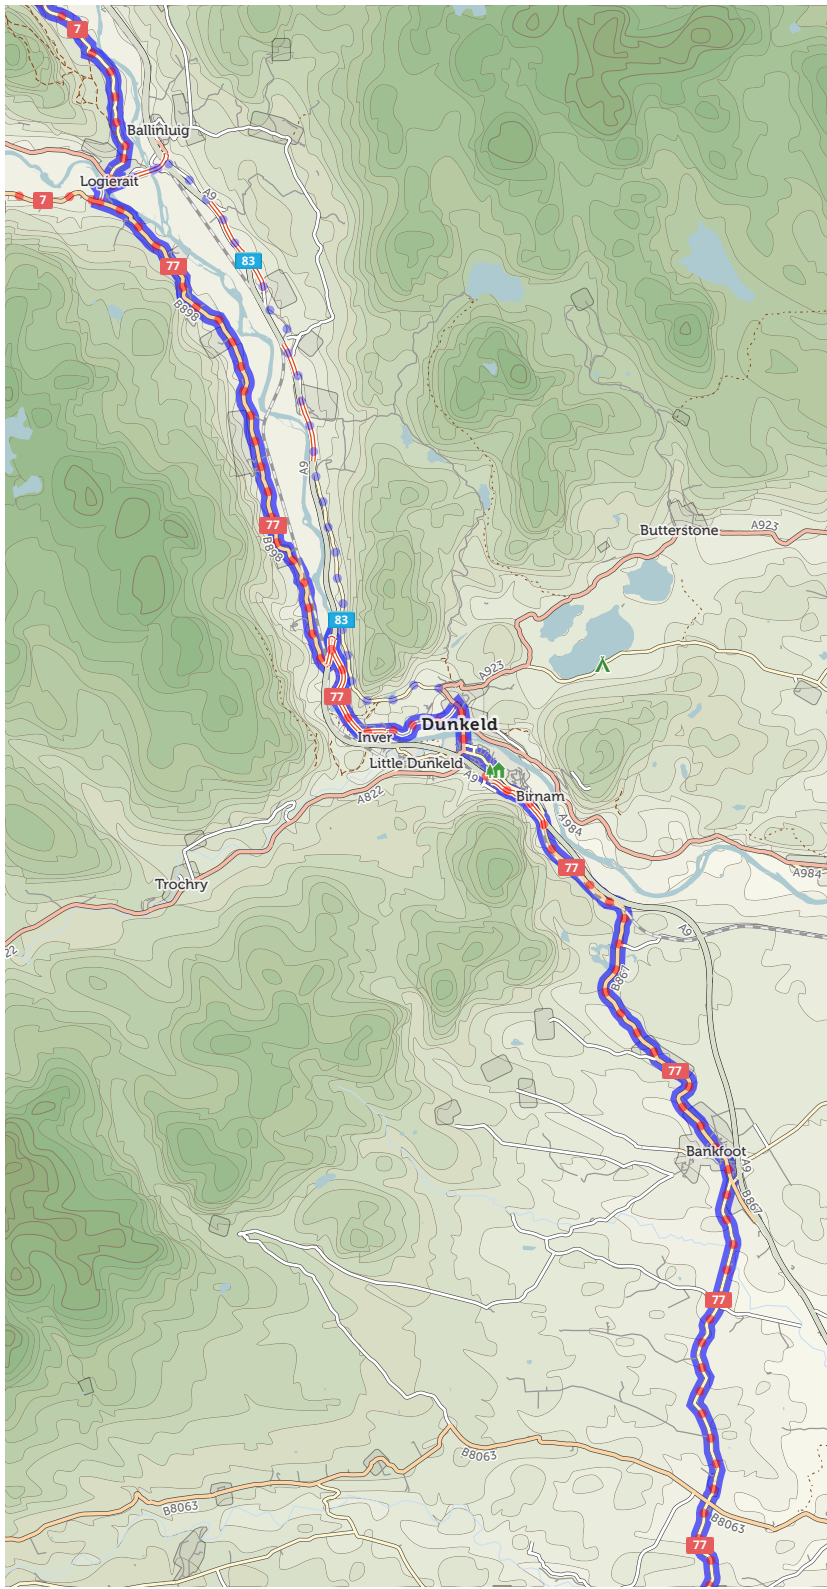 7
Ballinluig
Logierait
7
A9
83
77
B898
A9
77
B898
Butterstone
A923
83
A923
77
Dunkeld
Inver
Little Dunkeld
A9
Birnam
A822
A984
77
A984
Trochry
22
A9
B867
77
Bankfoot
A9
B867
77
B8063
B8063
B8063
77